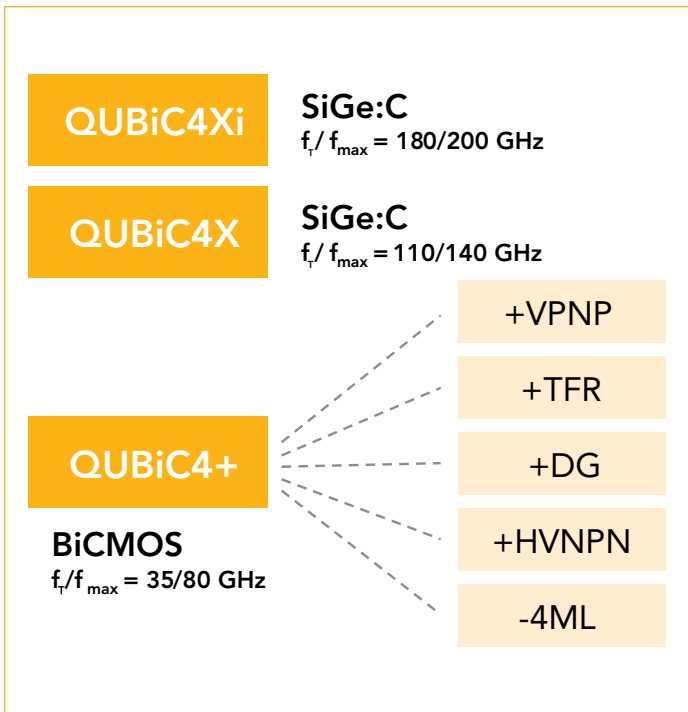 QUBiC4Xi
SiGe:C
fT/ fmax = 180/200 GHz
QUBiC4X
SiGe:C
fT/ fmax = 110/140 GHz
+VPNP
+TFR
QUBiC4+
+DG
BiCMOS
fT/f max = 35/80 GHz
+HVNPN
-4ML